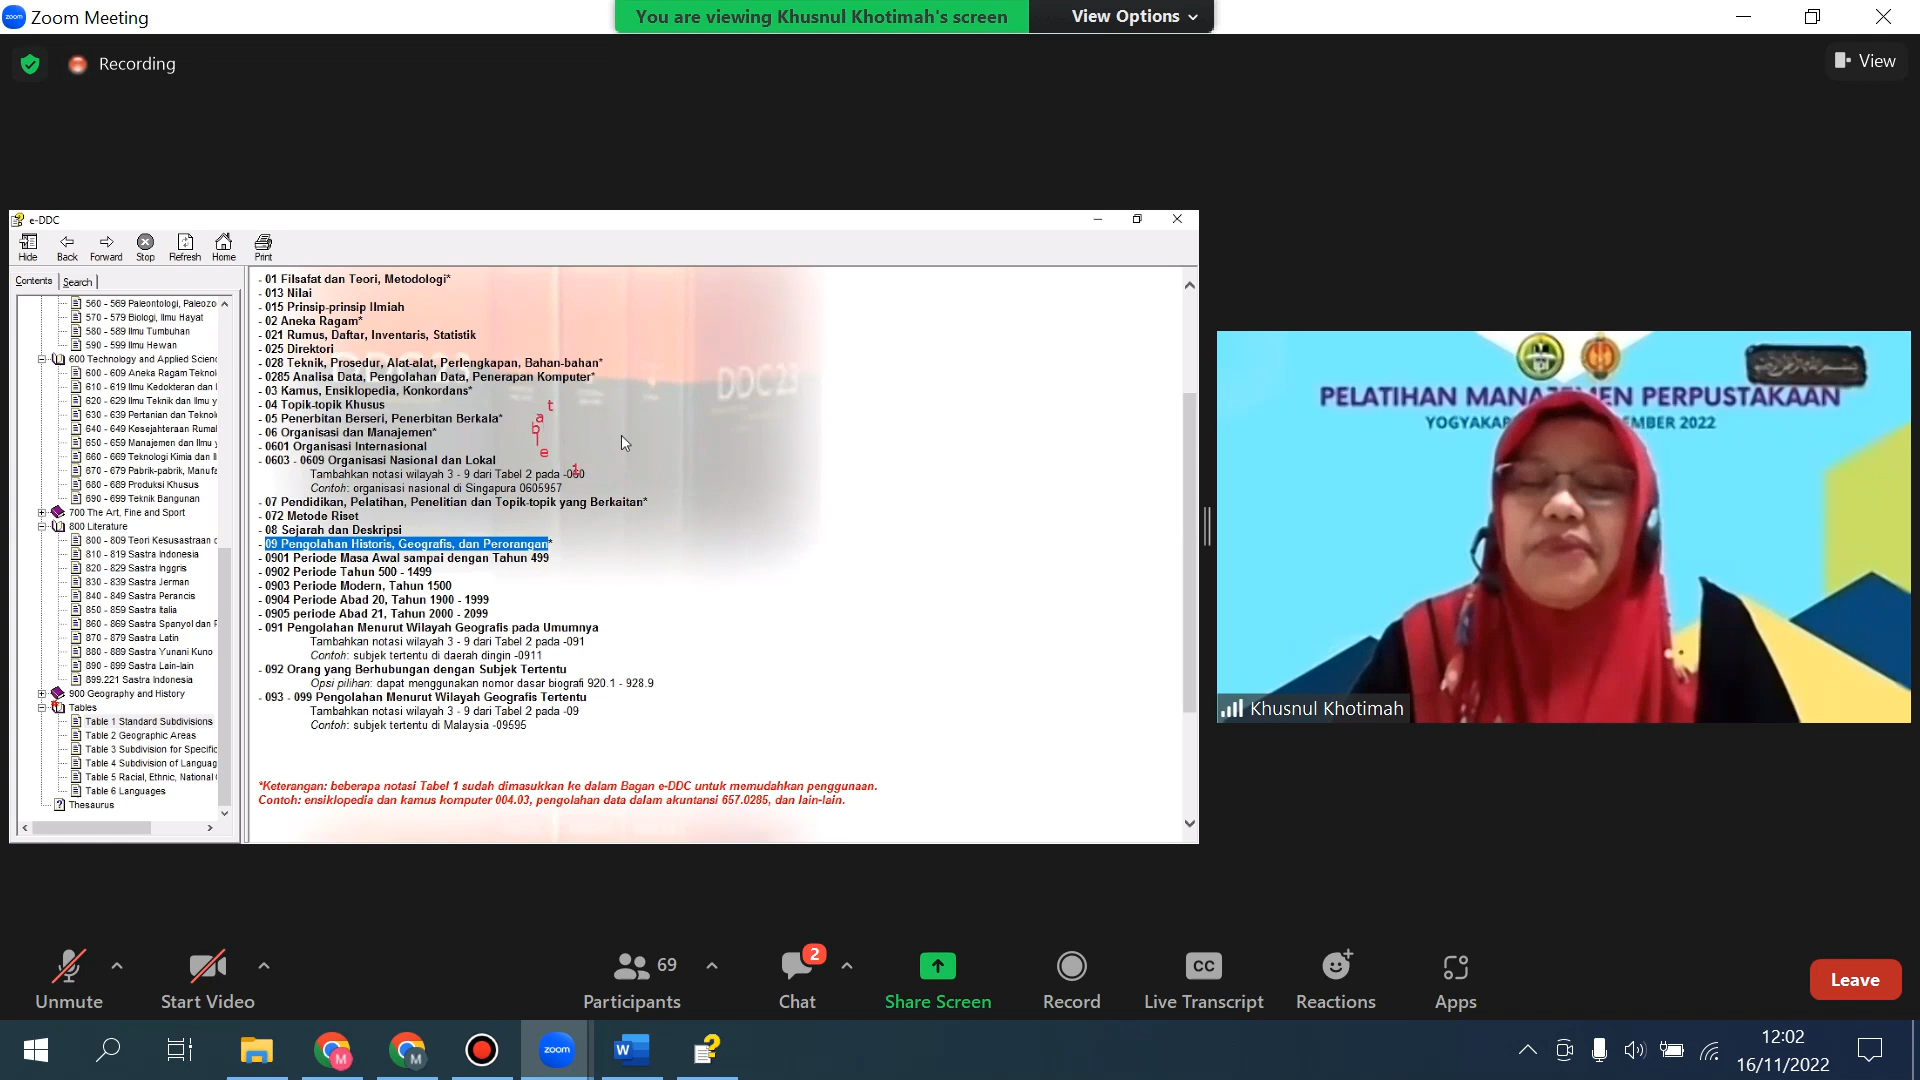 zoom Zoom Meeting
You are viewing Khusnul Khotimah's screen
View Options
Recording
View
e-DDC
Hide Back Forward Stop Refresh Home Print
Contents Search
560 - 569 Paleontologi, Paleozo
570 - 579 Biologi, Ilmu Hayat
580 - 589 Ilmu Tumbuhan
590 - 599 Ilmu Hewan
600 Technology and Applied Scienc
600 - 609 Aneka Ragam Teknol
610 - 619 Ilmu Kedokteran dan I
620 - 629 Ilmu Teknik dan Ilmu y
630 - 639 Pertanian dan Teknol
640 - 649 Kesejahteraan Rumal
650 - 659 Manajemen dan Ilmu y
660 - 669 Teknologi Kimia dan Il
670 - 679 Pabrik-pabrik, Manufa
680 - 689 Produksi Khusus
690 - 699 Teknik Bangunan
700 The Art, Fine and Sport
800 Literature
800 - 809 Teori Kesusastraan d
810 - 819 Sastra Indonesia
820 - 829 Sastra Inggris
830 - 839 Sastra Jerman
840 - 849 Sastra Perancis
850 - 859 Sastra Italia
860 - 869 Sastra Spanyol dan F
870 - 879 Sastra Latin
880 - 889 Sastra Yunani Kuno
890 - 899 Sastra Lain-lain
899.221 Sastra Indonesia
900 Geography and History
Tables
Table 1 Standard Subdivisions
Table 2 Geographic Areas
Table 3 Subdivision for Specific
Table 4 Subdivision of Languag
Table 5 Racial, Ethnic, National
Table 6 Languages
Thesaurus
- 01 Filsafat dan Teori, Metodologi*
- 013 Nilai
- 015 Prinsip-prinsip Ilmiah
- 02 Aneka Ragam*
- 021 Rumus, Daftar, Inventaris, Statistik
- 025 Direktori
- 028 Teknik, Prosedur, Alat-alat, Perlengkapan, Bahan-bahan*
- 0285 Analisa Data, Pengolahan Data, Penerapan Komputer*
- 03 Kamus, Ensiklopedia, Konkordans*
- 04 Topik-topik Khusus
- 05 Penerbitan Berseri, Penerbitan Berkala*
- 06 Organisasi dan Manajemen*
- 0601 Organisasi Internasional
- 0603 - 0609 Organisasi Nasional dan Lokal
Tambahkan notasi wilayah 3 - 9 dari Tabel 2 pada -060
Contoh: organisasi nasional di Singapura 0605957
- 07 Pendidikan, Pelatihan, Penelitian dan Topik-topik yang Berkaitan*
- 072 Metode Riset
- 08 Sejarah dan Deskripsi
- 09 Pengolahan Historis, Geografis, dan Perorangan*
- 0901 Periode Masa Awal sampai dengan Tahun 499
- 0902 Periode Tahun 500 - 1499
- 0903 Periode Modern, Tahun 1500
- 0904 Periode Abad 20, Tahun 1900 - 1999
- 0905 periode Abad 21, Tahun 2000 - 2099
- 091 Pengolahan Menurut Wilayah Geografis pada Umumnya
Tambahkan notasi wilayah 3 - 9 dari Tabel 2 pada -091
Contoh: subjek tertentu di daerah dingin -0911
- 092 Orang yang Berhubungan dengan Subjek Tertentu
Opsi pilihan: dapat menggunakan nomor dasar biografi 920.1 - 928.9
- 093 - 099 Pengolahan Menurut Wilayah Geografis Tertentu
Tambahkan notasi wilayah 3 - 9 dari Tabel 2 pada -09
Contoh: subjek tertentu di Malaysia -09595
*Keterangan: beberapa notasi Tabel 1 sudah dimasukkan ke dalam Bagan e-DDC untuk memudahkan penggunaan.
Contoh: ensiklopedia dan kamus komputer 004.03, pengolahan data dalam akuntansi 657.0285, dan lain-lain.
DDC23
t
a
b
l
e
1
PELATIHAN MANAJEMEN PERPUSTAKAAN
YOGYAKAR EMBER 2022
Khusnul Khotimah
Unmute
Start Video
69
Participants
2
Chat
Share Screen
Record
CC
Live Transcript
Reactions
Apps
Leave
M M zoom W
12:02
16/11/2022